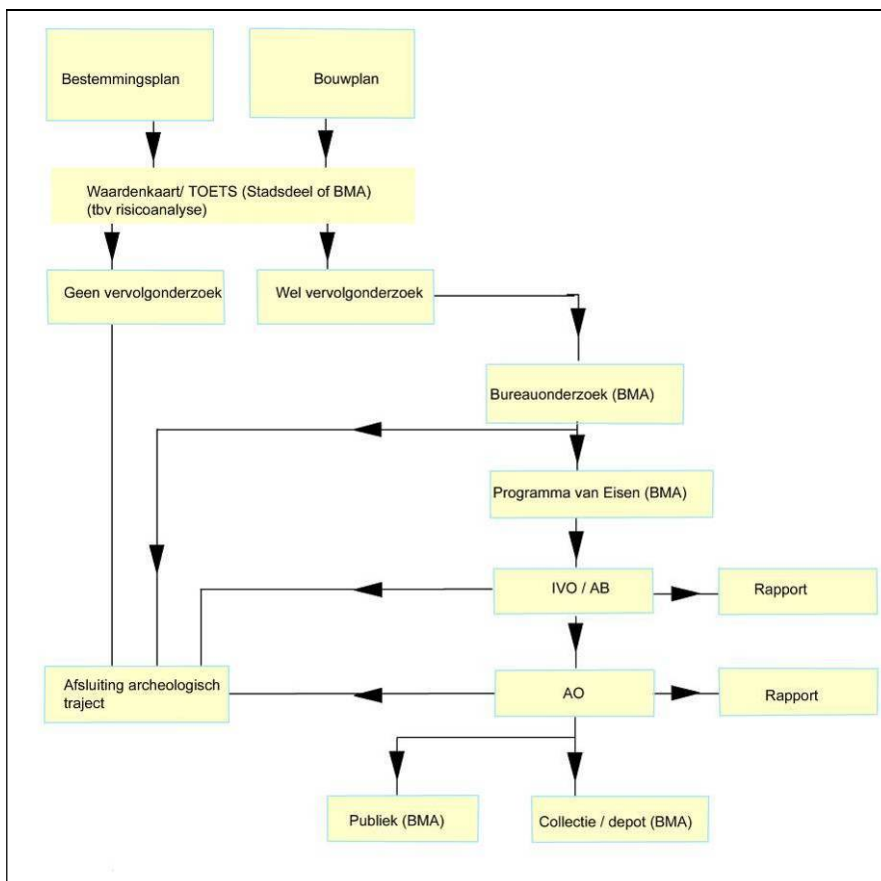 Bestemmingsplan
Bouwplan
Waardenkaart/ TOETS (Stadsdeel of BMA)
(tbv risicoanalyse)
Geen vervolgonderzoek
Wel vervolgonderzoek
Bureauonderzoek (BMA)
Programma van Eisen (BMA)
IVO / AB
Rapport
Afsluiting archeologisch
traject
AO
Rapport
Publiek (BMA)
Collectie / depot (BMA)